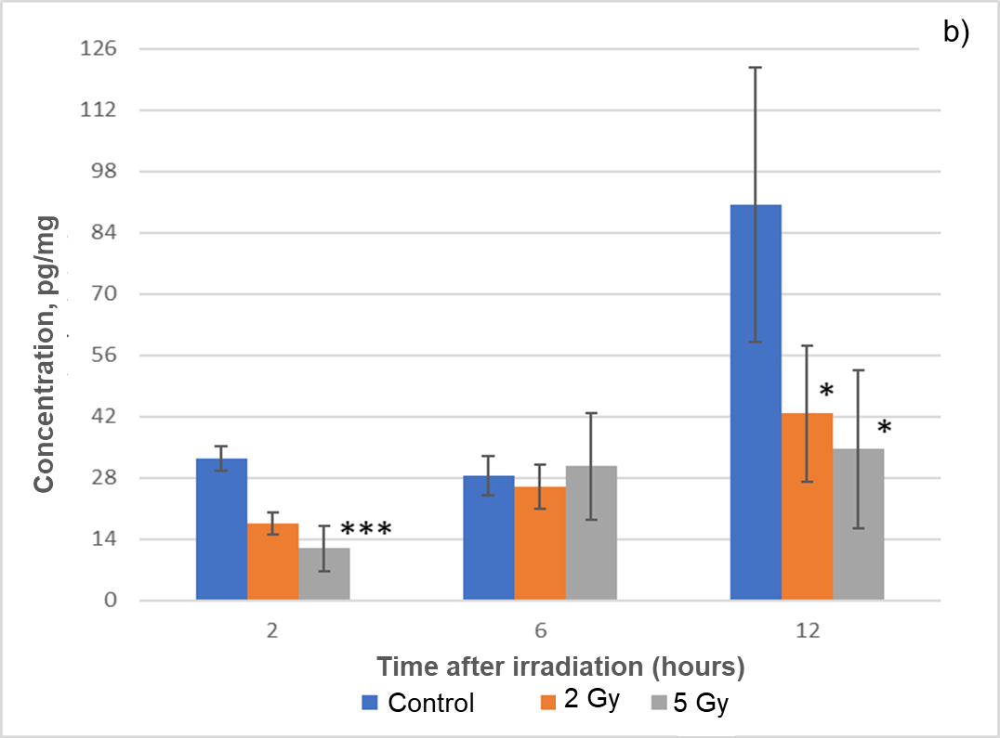 b)
126
112
98
84
70
56
42
28
14
0
Concentration, pg/mg
***
*
*
2 6 12
Time after irradiation (hours)
Control 2 Gy 5 Gy